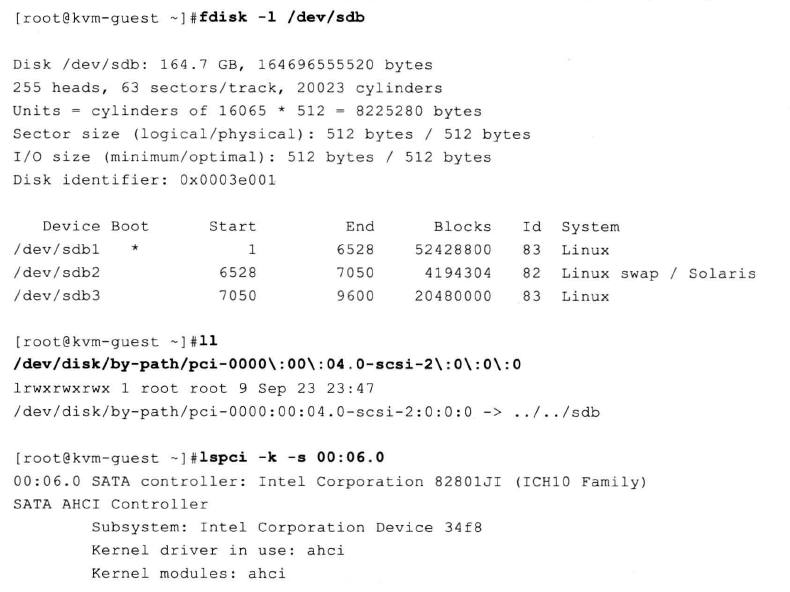 [root@kvm-guest ~]#fdisk -l /dev/sdb
Disk /dev/sdb: 164.7 GB, 164696555520 bytes
255 heads, 63 sectors/track, 20023 cylinders
Units = cylinders of 16065 * 512 = 8225280 bytes
Sector size (logical/physical): 512 bytes / 512 bytes
I/O size (minimum/optimal): 512 bytes / 512 bytes
Disk identifier: 0x0003e001
Device Boot Start End Blocks Id System
/dev/sdb1 * 1 6528 52428800 83 Linux
/dev/sdb2 6528 7050 4194304 82 Linux swap / Solaris
/dev/sdb3 7050 9600 20480000 83 Linux
[root@kvm-guest ~]#ll
/dev/disk/by-path/pci-0000\:00\:04.0-scsi-2\:0\:0\:0
lrwxrwxrwx 1 root root 9 Sep 23 23:47
/dev/disk/by-path/pci-0000:00:04.0-scsi-2:0:0:0 -> ../../sdb
[root@kvm-guest ~]#lspci -k -s 00:06.0
00:06.0 SATA controller: Intel Corporation 82801JI (ICH10 Family)
SATA AHCI Controller
Subsystem: Intel Corporation Device 34f8
Kernel driver in use: ahci
Kernel modules: ahci